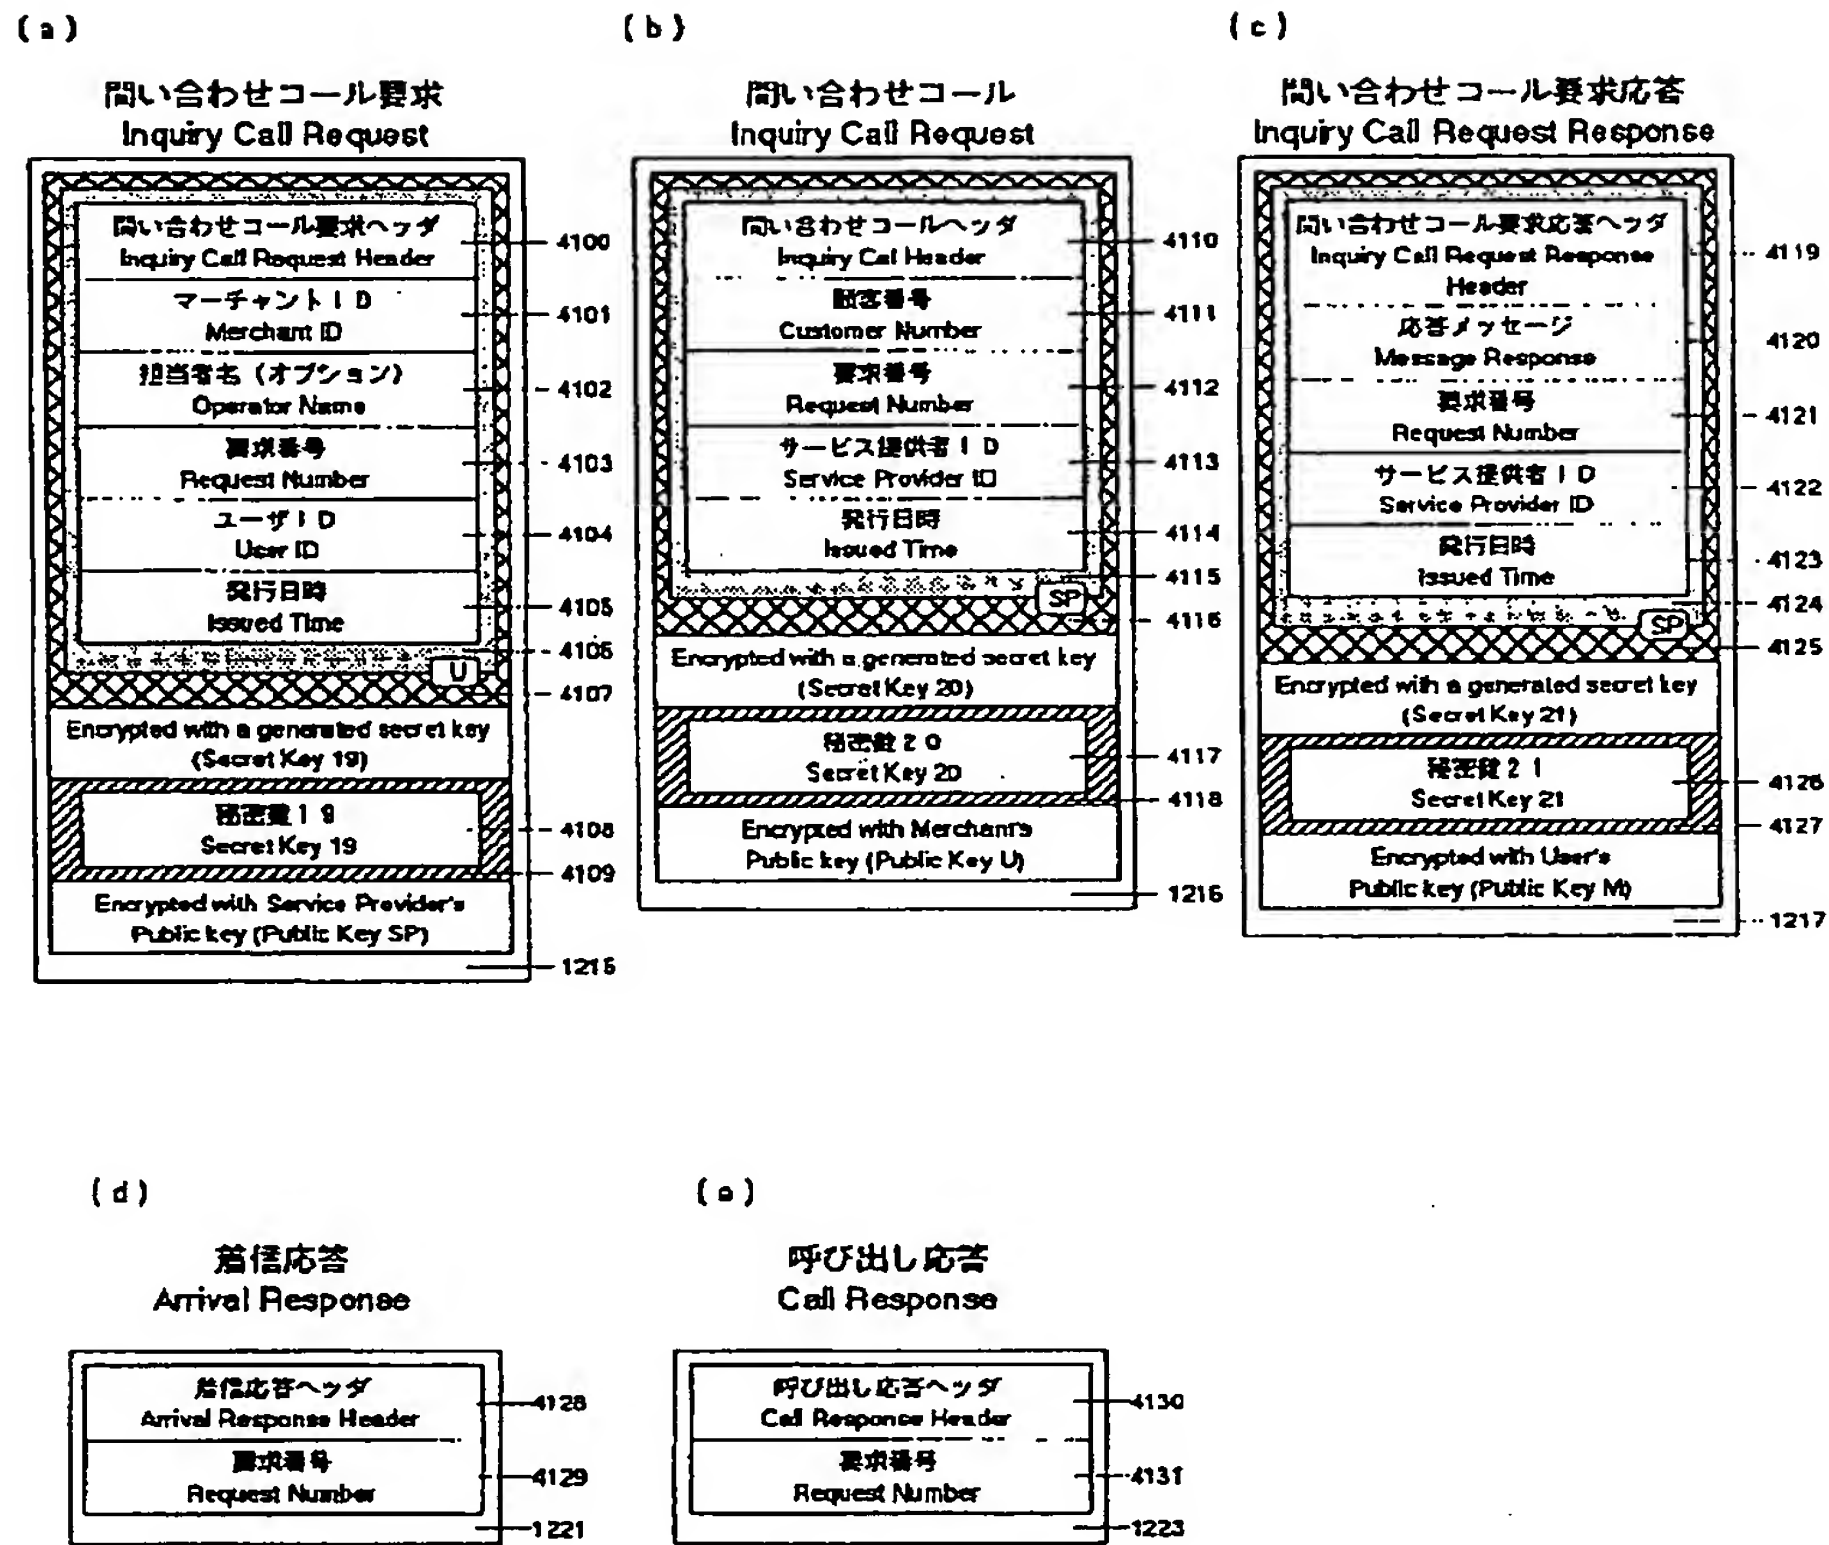 (a)
問い合わせコール要求
Inquiry Call Request
問い合わせコール要求ヘッダ
Inquiry Call Request Header
4100
マーチャントID
Merchant ID
4101
担当者名(オプション)
Operator Name
4102
要求番号
Request Number
4103
ユーザID
User ID
4104
発行日時
Issued Time
4105
4106
U
4107
Encrypted with a generated secret key
(Secret Key 19)
秘密鍵19
Secret Key 19
4108
4109
Encrypted with Service Provider's
Public key (Public Key SP)
1215
(b)
問い合わせコール
Inquiry Call Request
問い合わせコールヘッダ
Inquiry Cal Header
4110
顧客番号
Customer Number
4111
要求番号
Request Number
4112
サービス提供者ID
Service Provider ID
4113
発行日時
Issued Time
4114
4115
SP
4116
Encrypted with a generated secret key
(Secret Key 20)
秘密鍵20
Secret Key 20
4117
4118
Encrypted with Merchant's
Public key (Public Key U)
1216
(c)
問い合わせコール要求応答
Inquiry Call Request Response
問い合わせコール要求応答ヘッダ
Inquiry Call Request Response
Header
4119
応答メッセージ
Message Response
4120
要求番号
Request Number
4121
サービス提供者ID
Service Provider ID
4122
発行日時
Issued Time
4123
4124
SP
4125
Encrypted with a generated secret key
(Secret Key 21)
秘密鍵21
Secret Key 21
4126
4127
Encrypted with User's
Public key (Public Key M)
1217
(d)
着信応答
Arrival Response
着信応答ヘッダ
Arrival Response Header
4128
要求番号
Request Number
4129
1221
(e)
呼び出し応答
Call Response
呼び出し応答ヘッダ
Call Response Header
4130
要求番号
Request Number
4131
1223